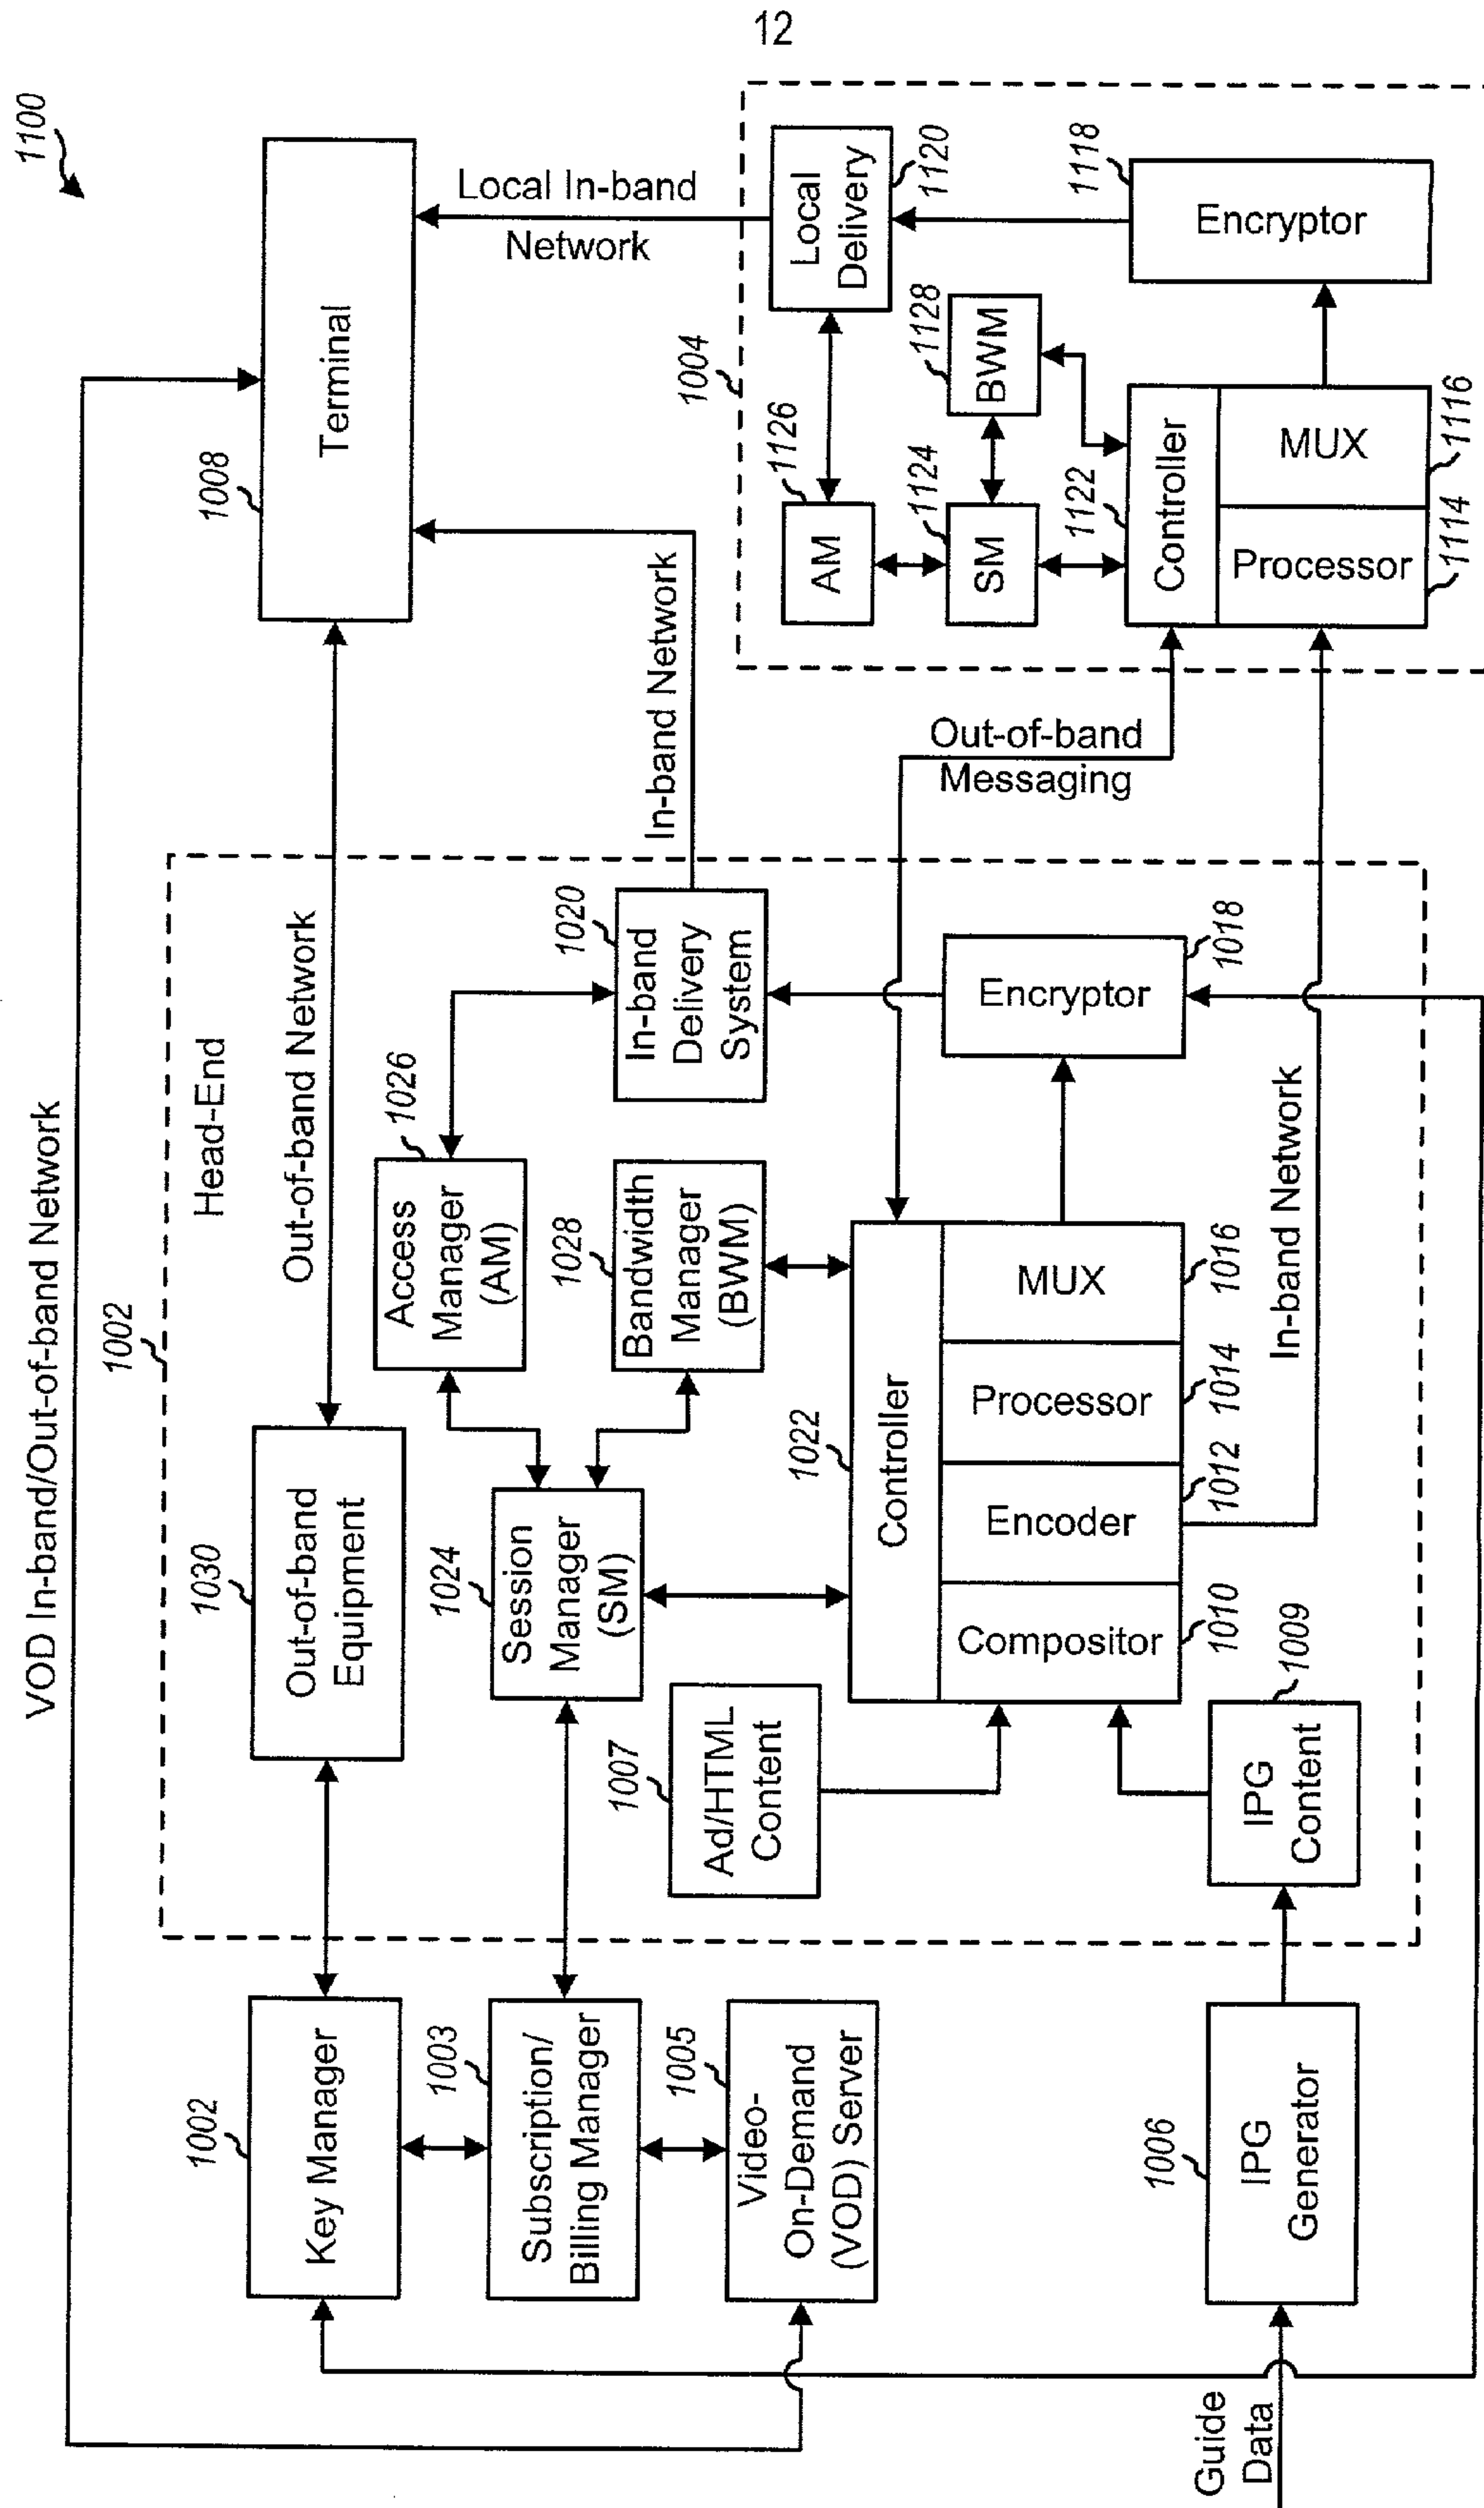 12
1100
VOD In-band/Out-of-band Network
1002
Head-End
Out-of-band Network
1002
Key Manager
1030
Out-of-band
Equipment
1008
Terminal
1003
Subscription/
Billing Manager
1024
Session
Manager
(SM)
1026
Access
Manager
(AM)
1020
In-band
Delivery
System
In-band Network
Local In-band
Network
1005
Video-
On-Demand
(VOD) Server
1007
Ad/HTML
Content
1028
Bandwidth
Manager
(BWM)
1022
Controller
Compositor
1010
Encoder
1012
Processor
1014
MUX
1016
Encryptor
1018
Out-of-band
Messaging
In-band Network
1006
IPG
Generator
1009
IPG
Content
Guide
Data
1004
1126
AM
Local
Delivery
1120
1124
SM
1128
BWM
1122
Controller
Processor
1114
MUX
1116
1118
Encryptor